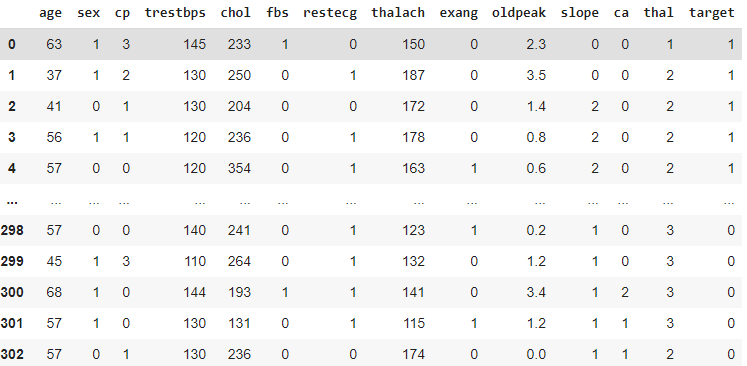 age sex cp trestbps chol fbs restecg thalach exang oldpeak slope ca thal target
0 63 1 3 145 233 1 0 150 0 2.3 0 0 1 1
1 37 1 2 130 250 0 1 187 0 3.5 0 0 2 1
2 41 0 1 130 204 0 0 172 0 1.4 2 0 2 1
3 56 1 1 120 236 0 1 178 0 0.8 2 0 2 1
4 57 0 0 120 354 0 1 163 1 0.6 2 0 2 1
... ... ... ... ... ... ... ... ... ... ... ... ... ... ...
298 57 0 0 140 241 0 1 123 1 0.2 1 0 3 0
299 45 1 3 110 264 0 1 132 0 1.2 1 0 3 0
300 68 1 0 144 193 1 1 141 0 3.4 1 2 3 0
301 57 1 0 130 131 0 1 115 1 1.2 1 1 3 0
302 57 0 1 130 236 0 0 174 0 0.0 1 1 2 0